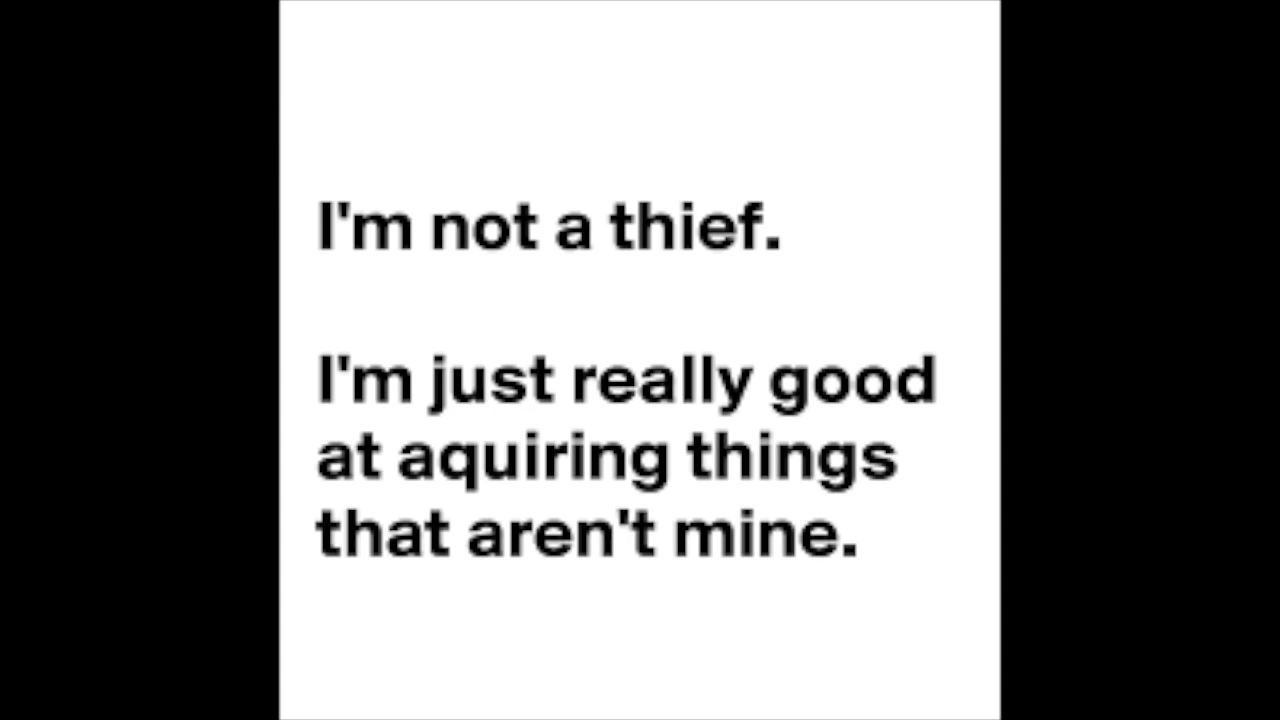 I'm not a thief.
I'm just really good
at aquiring things
that aren't mine.